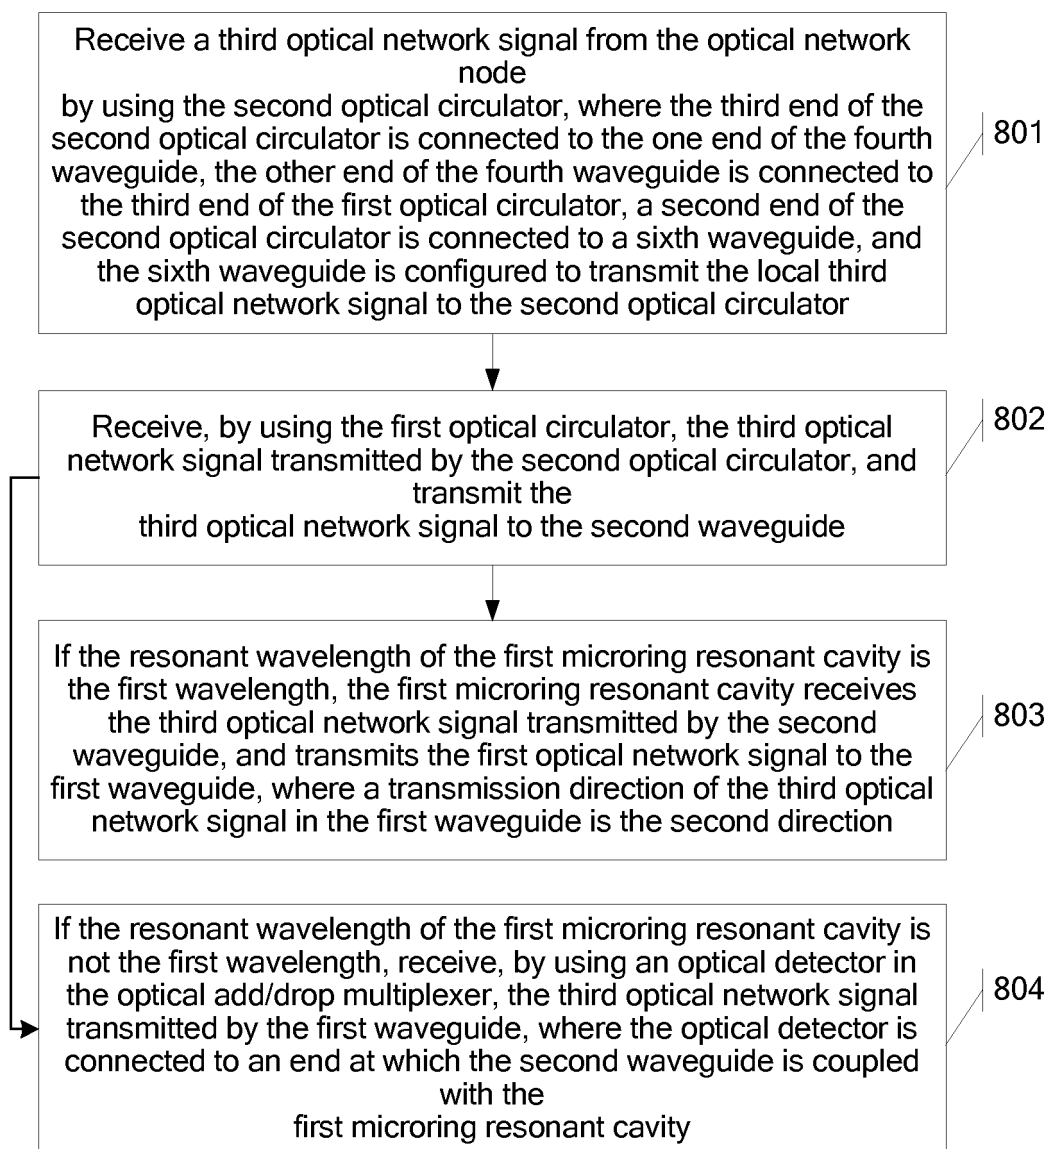 Receive a third optical network signal from the optical network
node
by using the second optical circulator, where the third end of the
second optical circulator is connected to the one end of the fourth
waveguide, the other end of the fourth waveguide is connected to
the third end of the first optical circulator, a second end of the
second optical circulator is connected to a sixth waveguide, and
the sixth waveguide is configured to transmit the local third
optical network signal to the second optical circulator
801
Receive, by using the first optical circulator, the third optical
network signal transmitted by the second optical circulator, and
transmit the
third optical network signal to the second waveguide
802
If the resonant wavelength of the first microring resonant cavity is
the first wavelength, the first microring resonant cavity receives
the third optical network signal transmitted by the second
waveguide, and transmits the first optical network signal to the
first waveguide, where a transmission direction of the third optical
network signal in the first waveguide is the second direction
803
If the resonant wavelength of the first microring resonant cavity is
not the first wavelength, receive, by using an optical detector in
the optical add/drop multiplexer, the third optical network signal
transmitted by the first waveguide, where the optical detector is
connected to an end at which the second waveguide is coupled
with the
first microring resonant cavity
804